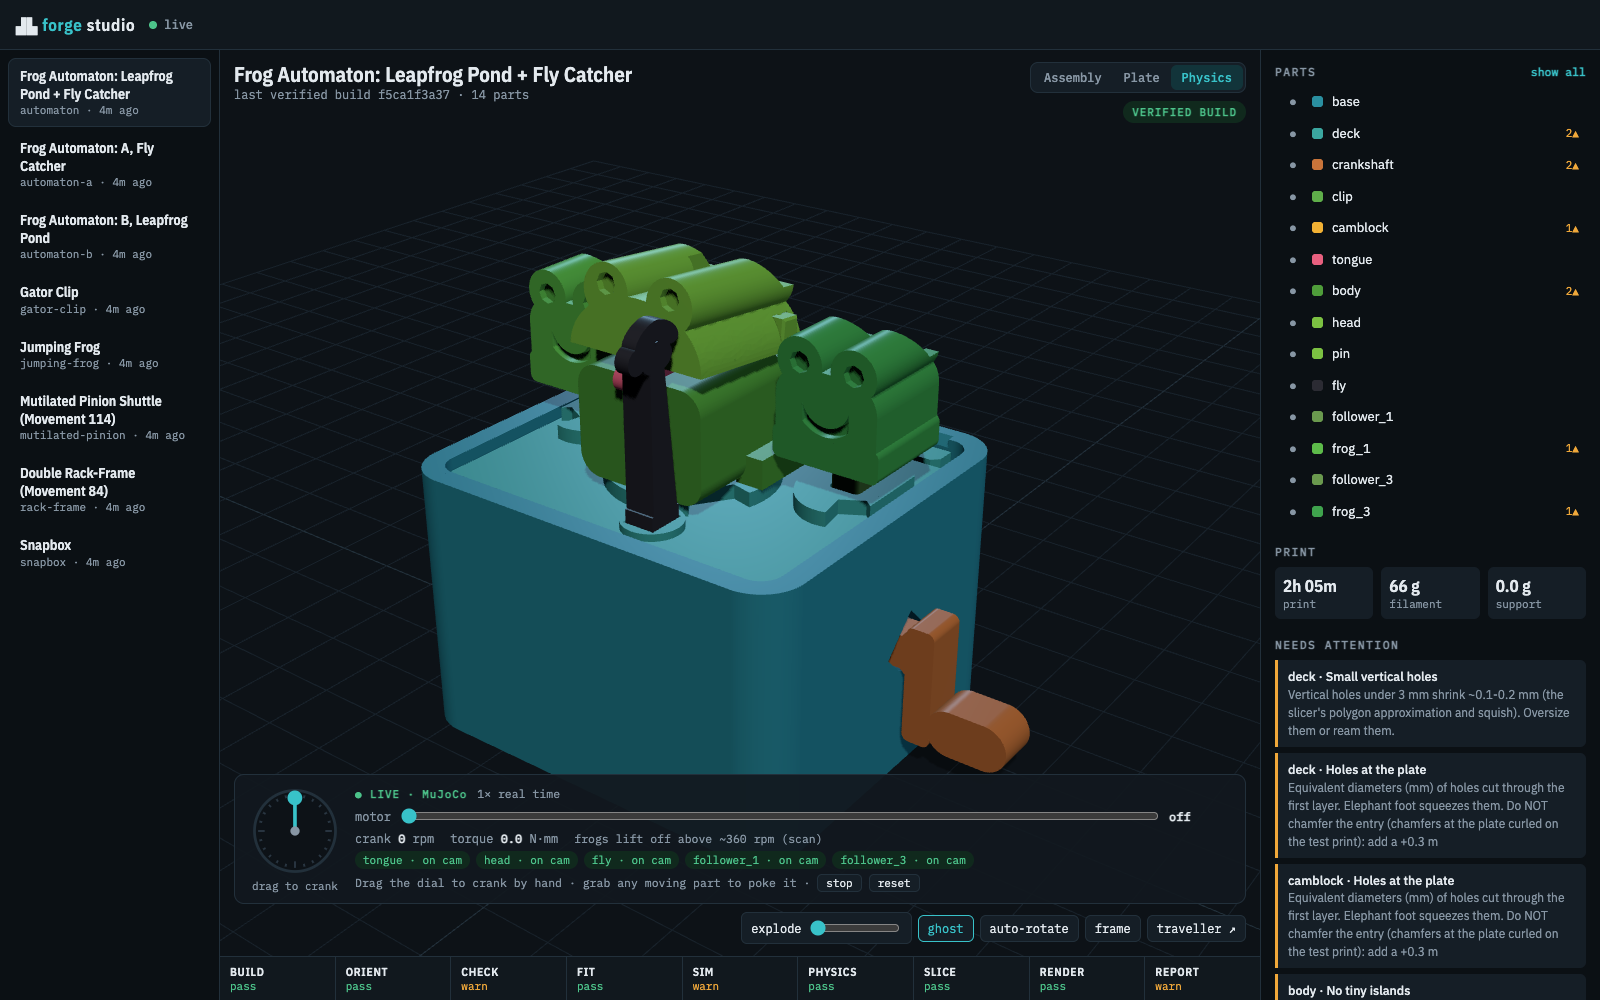 forge studio live
Frog Automaton: Leapfrog
Pond + Fly Catcher
automaton · 4m ago
Frog Automaton: A, Fly
Catcher
automaton-a · 4m ago
Frog Automaton: B, Leapfrog
Pond
automaton-b · 4m ago
Gator Clip
gator-clip · 4m ago
Jumping Frog
jumping-frog · 4m ago
Mutilated Pinion Shuttle
(Movement 114)
mutilated-pinion · 4m ago
Double Rack-Frame
(Movement 84)
rack-frame · 4m ago
Snapbox
snapbox · 4m ago
Frog Automaton: Leapfrog Pond + Fly Catcher
last verified build f5ca1f3a37 · 14 parts
Assembly Plate Physics
VERIFIED BUILD
LIVE · MuJoCo 1× real time
motor off
crank 0 rpm torque 0.0 N·mm frogs lift off above ~360 rpm (scan)
tongue · on cam head · on cam fly · on cam follower_1 · on cam follower_3 · on cam
drag to crank
Drag the dial to crank by hand · grab any moving part to poke it · stop reset
explode ghost auto-rotate frame traveller ↗
BUILD ORIENT CHECK FIT SIM PHYSICS SLICE RENDER REPORT
pass pass warn pass warn pass pass pass warn
PARTS show all
base
deck 2▲
crankshaft 2▲
clip
camblock 1▲
tongue
body 2▲
head
pin
fly
follower_1
frog_1 1▲
follower_3
frog_3 1▲
PRINT
2h 05m 66 g 0.0 g
print filament support
NEEDS ATTENTION
deck · Small vertical holes
Vertical holes under 3 mm shrink ~0.1-0.2 mm (the
slicer's polygon approximation and squish). Oversize
them or ream them.
deck · Holes at the plate
Equivalent diameters (mm) of holes cut through the
first layer. Elephant foot squeezes them. Do NOT
chamfer the entry (chamfers at the plate curled on
the test print): add a +0.3 m
camblock · Holes at the plate
Equivalent diameters (mm) of holes cut through the
first layer. Elephant foot squeezes them. Do NOT
chamfer the entry (chamfers at the plate curled on
the test print): add a +0.3 m
body · No tiny islands